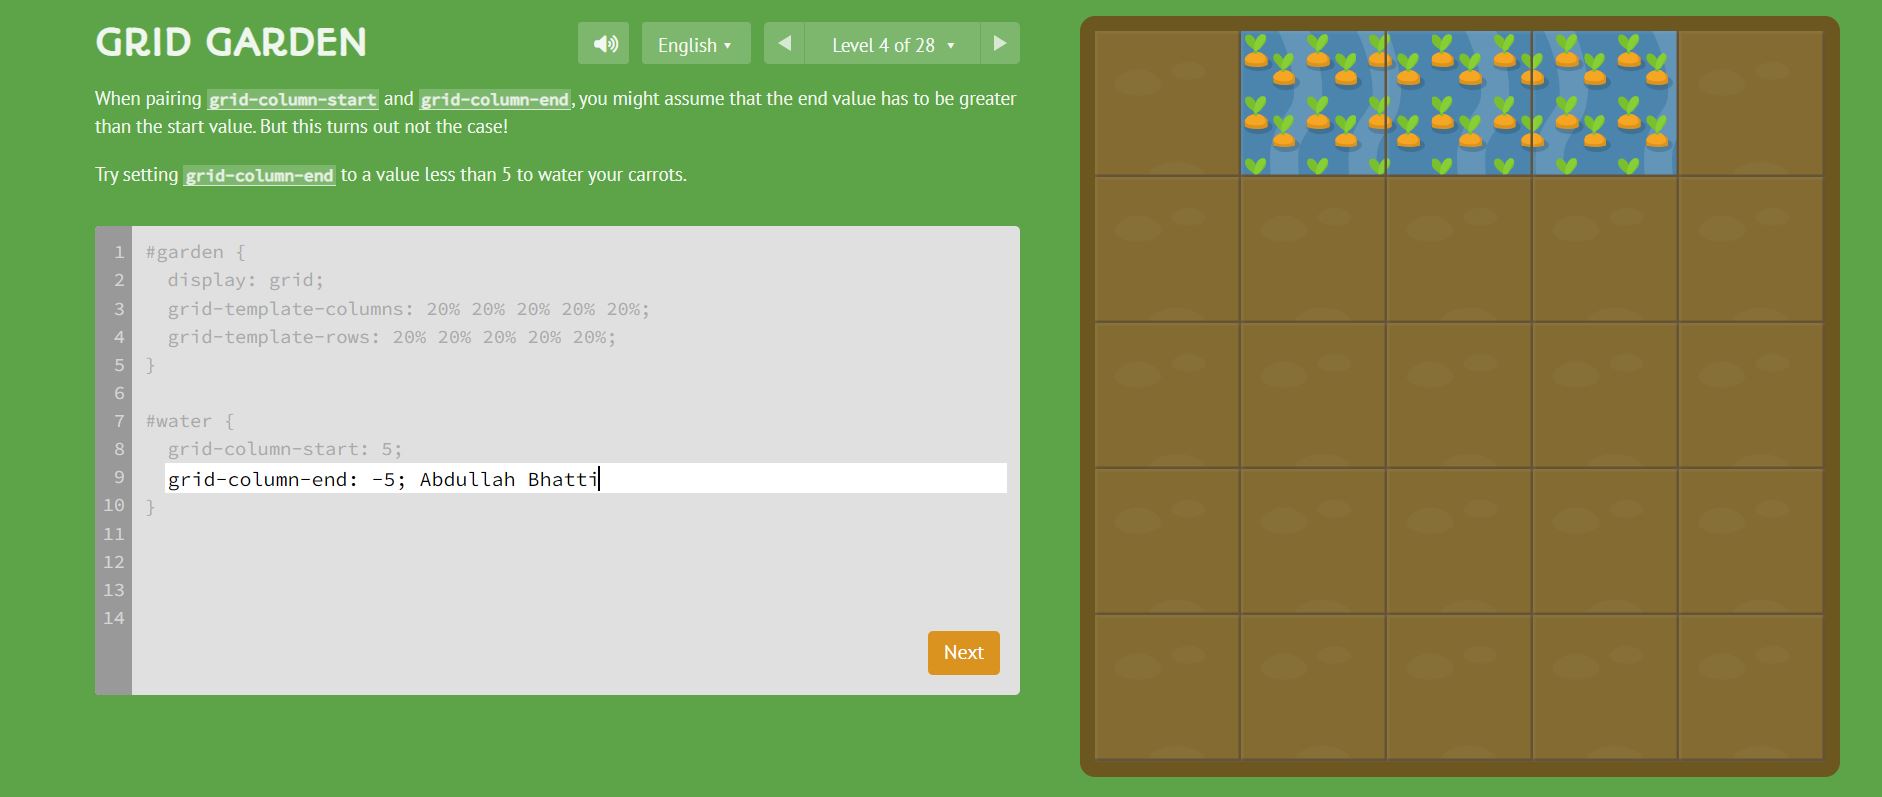 GRID GARDEN
English ▾
Level 4 of 28 ▾
When pairing grid-column-start and grid-column-end, you might assume that the end value has to be greater
than the start value. But this turns out not the case!
Try setting grid-column-end to a value less than 5 to water your carrots.
1 #garden {
2 display: grid;
3 grid-template-columns: 20% 20% 20% 20% 20%;
4 grid-template-rows: 20% 20% 20% 20% 20%;
5 }
6
7 #water {
8 grid-column-start: 5;
9 grid-column-end: -5; Abdullah Bhatti
10 }
11
12
13
14
Next